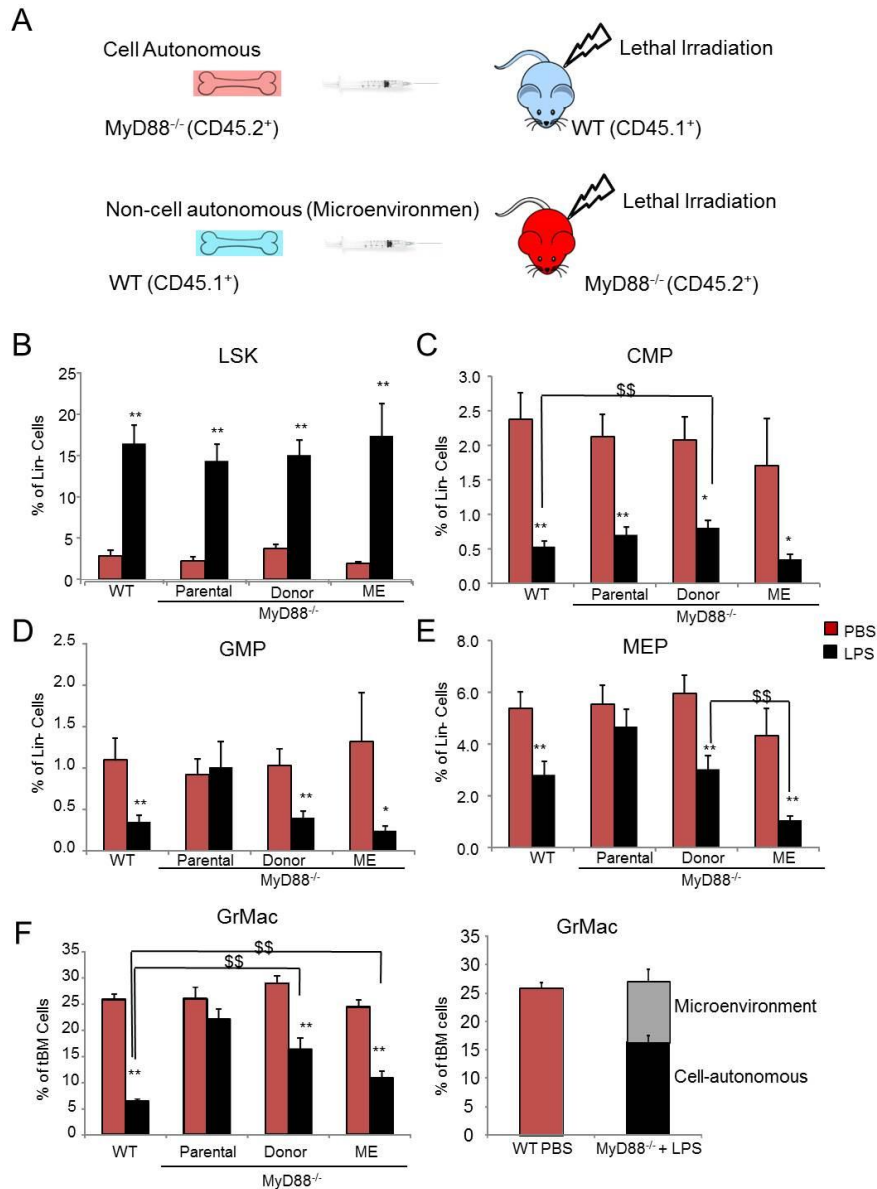 A
Cell Autonomous
Lethal Irradiation
MyD88-/- (CD45.2+)
WT (CD45.1+)
Non-cell autonomous (Microenvironmen)
Lethal Irradiation
WT (CD45.1+)
MyD88-/- (CD45.2+)
B
LSK
% of Lin- Cells
25
20
15
10
5
0
**
**
**
**
WT
Parental
Donor
ME
MyD88-/-
C
CMP
% of Lin- Cells
3.0
2.5
2.0
1.5
1.0
0.5
0.0
$$
**
**
*
*
WT
Parental
Donor
ME
MyD88-/-
D
GMP
% of Lin- Cells
2.5
2.0
1.5
1.0
0.5
0.0
**
**
*
WT
Parental
Donor
ME
MyD88-/-
E
MEP
PBS
LPS
% of Lin- Cells
8.0
6.0
4.0
2.0
0.0
$$
**
**
**
WT
Parental
Donor
ME
MyD88-/-
F
GrMac
% of tBM Cells
35
30
25
20
15
10
5
0
$$
$$
**
**
**
WT
Parental
Donor
ME
MyD88-/-
GrMac
% of tBM Cells
35
30
25
20
15
10
5
0
Microenvironment
Cell-autonomous
WT PBS
MyD88-/- + LPS